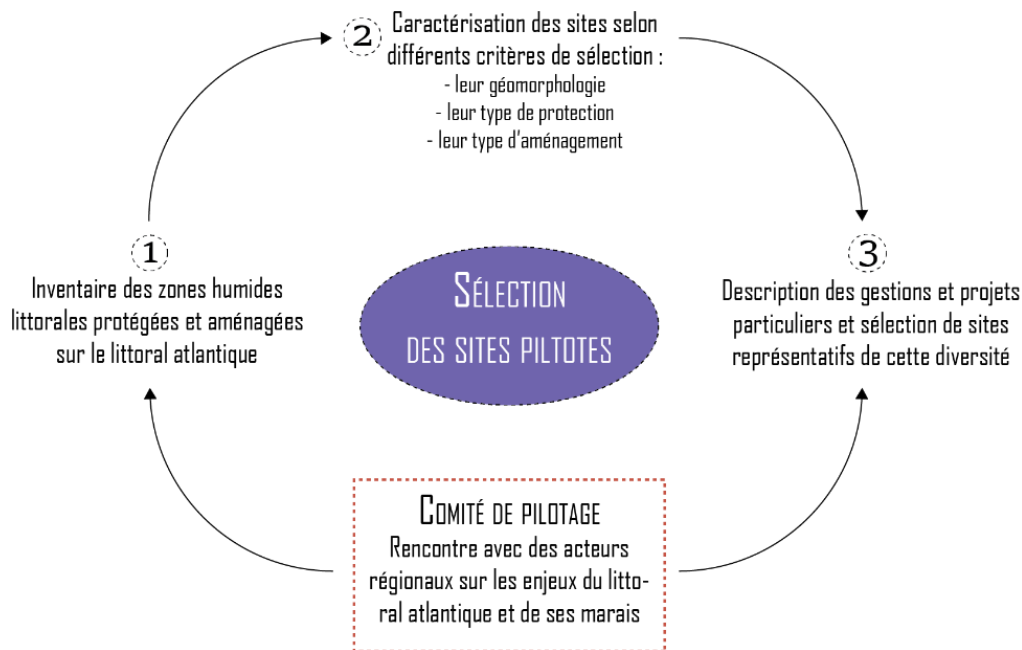 2
Caractérisation des sites selon
différents critères de sélection :
- leur géomorphologie
- leur type de protection
- leur type d'aménagement
1
Inventaire des zones humides
littorales protégées et aménagées
sur le littoral atlantique
SÉLECTION
DES SITES PILTOTES
3
Description des gestions et projets
particuliers et sélection de sites
représentatifs de cette diversité
COMITÉ DE PILOTAGE
Rencontre avec des acteurs
régionaux sur les enjeux du litto-
ral atlantique et de ses marais